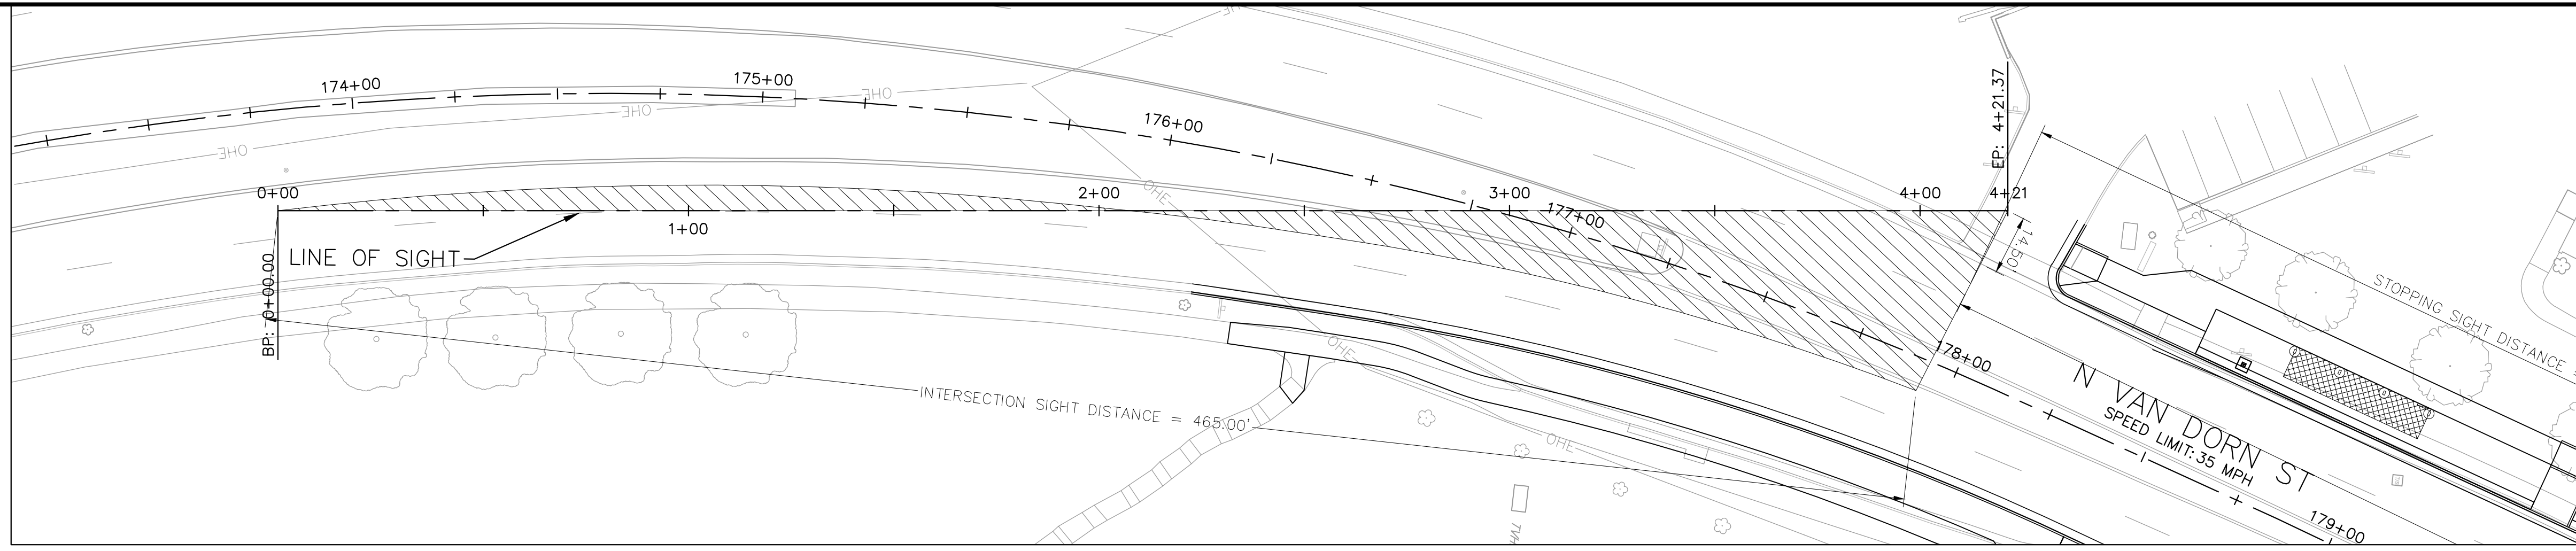 174+00
175+00
176+00
177+00
178+00
179+00
0+00
1+00
2+00
3+00
4+00
4+21
EP: 4+21.37
BP: 0+00.00
LINE OF SIGHT
INTERSECTION SIGHT DISTANCE = 465.00'
STOPPING SIGHT DISTANCE =
14.50'
N VAN DORN ST
SPEED LIMIT: 35 MPH
OHE
OHE
OHE
OHE
OHE
OHE
OHE